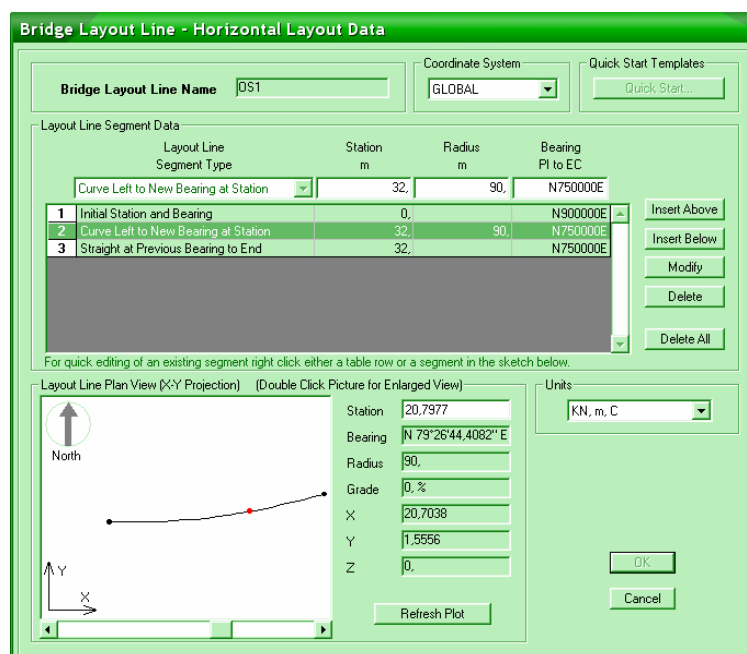 Bridge Layout Line - Horizontal Layout Data
Coordinate System
Quick Start Templates
Bridge Layout Line Name OS1
GLOBAL
Quick Start...
Layout Line Segment Data
Layout Line Station Radius Bearing
Segment Type m m PI to EC
Curve Left to New Bearing at Station 32, 90, N750000E
1 Initial Station and Bearing 0, N900000E
2 Curve Left to New Bearing at Station 32, 90, N750000E
3 Straight at Previous Bearing to End 32, N750000E
Insert Above
Insert Below
Modify
Delete
Delete All
For quick editing of an existing segment right click either a table row or a segment in the sketch below.
Layout Line Plan View (X-Y Projection) (Double Click Picture for Enlarged View)
North
Y
X
Station 20,7977
Bearing N 79°26'44,4082" E
Radius 90,
Grade 0, %
X 20,7038
Y 1,5556
Z 0,
Refresh Plot
Units
KN, m, C
OK
Cancel